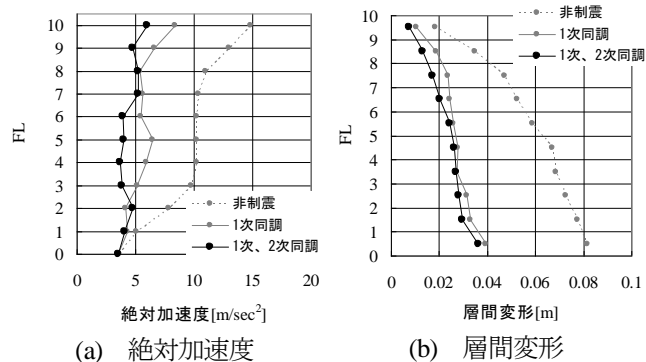 10
9
8
7
6
5
4
3
2
1
0
FL
0 5 10 15 20
絶対加速度[m/sec²]
非制震
1次同調
1次、2次同調
(a) 絶対加速度
10
9
8
7
6
5
4
3
2
1
0
FL
0 0.02 0.04 0.06 0.08 0.1
層間変形[m]
非制震
1次同調
1次、2次同調
(b) 層間変形